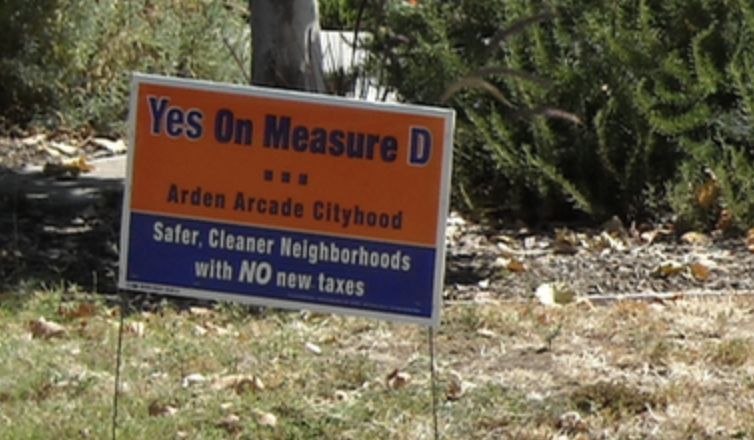 Yes On Measure D
Arden Arcade Cityhood
Safer, Cleaner Neighborhoods
with NO new taxes